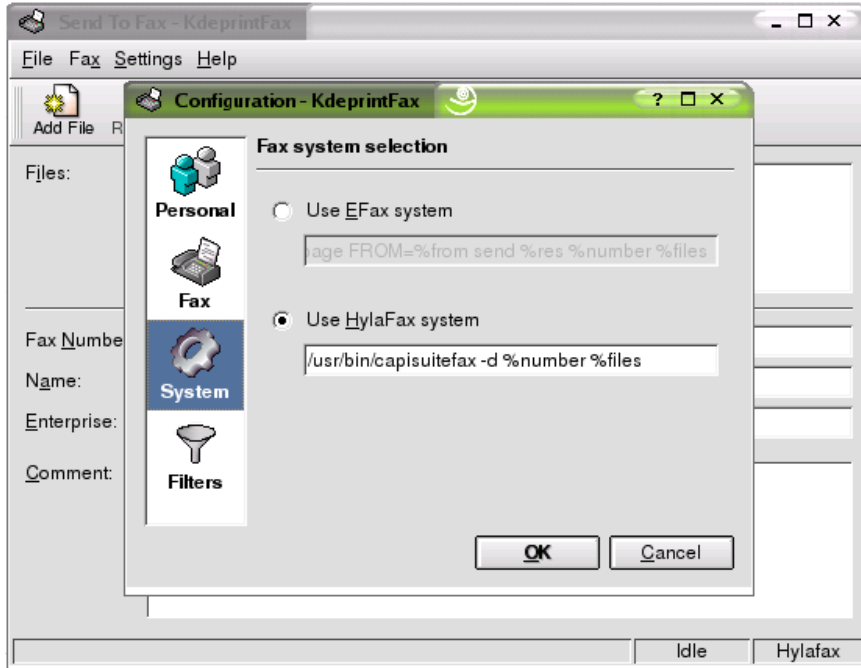 Send To Fax - KdeprintFax
File Fax Settings Help
Add File R
Configuration - KdeprintFax
Files:
Fax Numbe
Name:
Enterprise:
Comment:
Personal
Fax
System
Filters
Fax system selection
Use EFax system
page FROM=%from send %res %number %files
Use HylaFax system
/usr/bin/capisuitefax -d %number %files
OK Cancel
Idle Hylafax